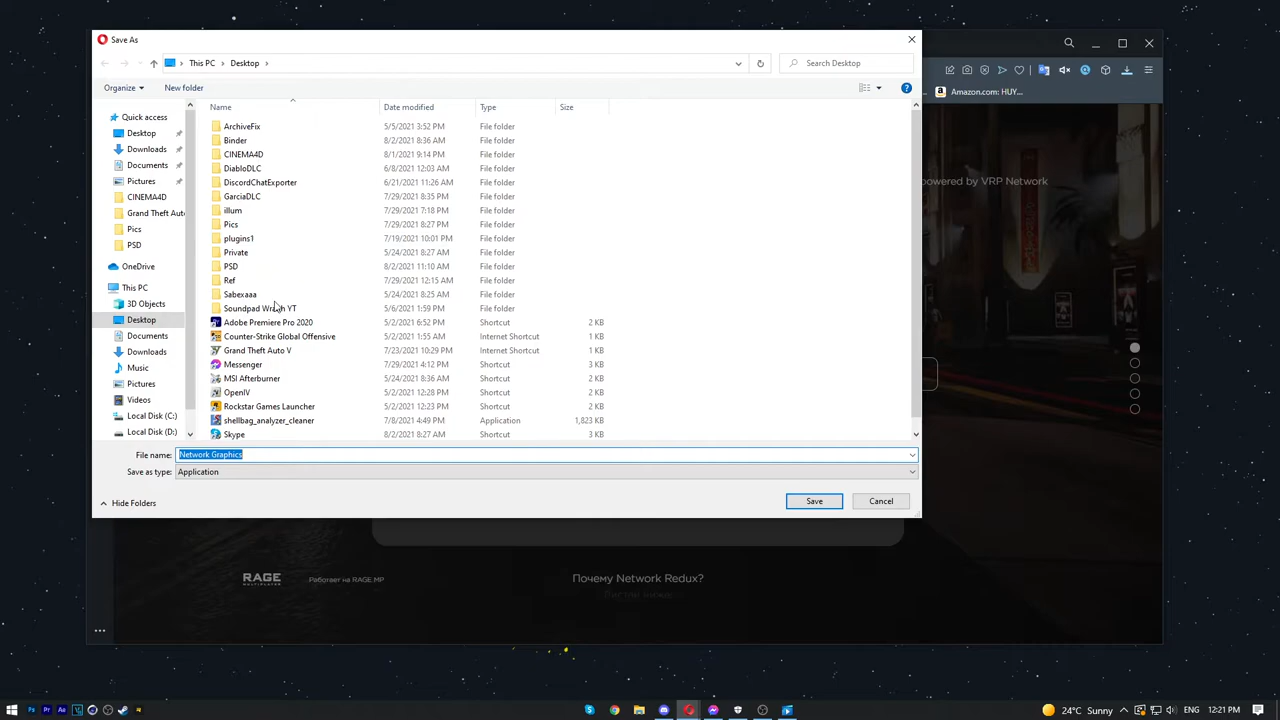 Save As
This PC > Desktop >
Search Desktop
Organize
New folder
Name
Date modified
Type
Size
Quick access
Desktop
Downloads
Documents
Pictures
CINEMA4D
Grand Theft Auto
Pics
PSD
OneDrive
This PC
3D Objects
Desktop
Documents
Downloads
Music
Pictures
Videos
Local Disk (C:)
Local Disk (D:)
ArchiveFix 5/5/2021 3:52 PM File folder
Binder 8/2/2021 8:36 AM File folder
CINEMA4D 8/1/2021 9:14 PM File folder
DiabloDLC 6/8/2021 12:03 AM File folder
DiscordChatExporter 6/21/2021 11:26 AM File folder
GarciaDLC 7/29/2021 8:35 PM File folder
illum 7/29/2021 7:18 PM File folder
Pics 7/29/2021 8:27 PM File folder
plugins1 7/19/2021 10:01 PM File folder
Private 5/24/2021 8:27 AM File folder
PSD 8/2/2021 11:10 AM File folder
Ref 7/29/2021 12:15 AM File folder
Sabexaaa 5/24/2021 8:25 AM File folder
Soundpad Wrath YT 5/6/2021 1:59 PM File folder
Adobe Premiere Pro 2020 5/2/2021 6:52 PM Shortcut 2 KB
Counter-Strike Global Offensive 5/2/2021 1:55 AM Internet Shortcut 1 KB
Grand Theft Auto V 7/23/2021 10:29 PM Internet Shortcut 1 KB
Messenger 7/29/2021 4:12 PM Shortcut 3 KB
MSI Afterburner 5/24/2021 8:36 AM Shortcut 2 KB
OpenIV 5/2/2021 12:28 PM Shortcut 2 KB
Rockstar Games Launcher 5/2/2021 12:23 PM Shortcut 2 KB
shellbag_analyzer_cleaner 7/8/2021 4:49 PM Application 1,823 KB
Skype 8/2/2021 8:27 AM Shortcut 3 KB
File name: Network Graphics
Save as type: Application
Hide Folders
Save
Cancel
Amazon.com: HUY...
powered by VRP Network
RAGE
MULTIPLAYER
Работает на RAGE.MP
Почему Network Redux?
24°C Sunny
ENG
12:21 PM